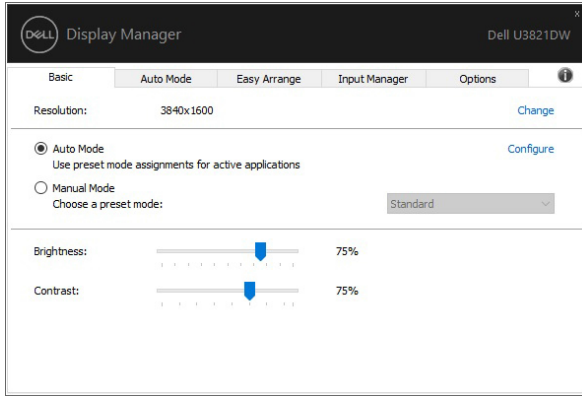 DELL Display Manager Dell U3821DW
Basic Auto Mode Easy Arrange Input Manager Options
Resolution: 3840x1600 Change
Auto Mode Configure
Use preset mode assignments for active applications
Manual Mode
Choose a preset mode: Standard
Brightness: 75%
Contrast: 75%